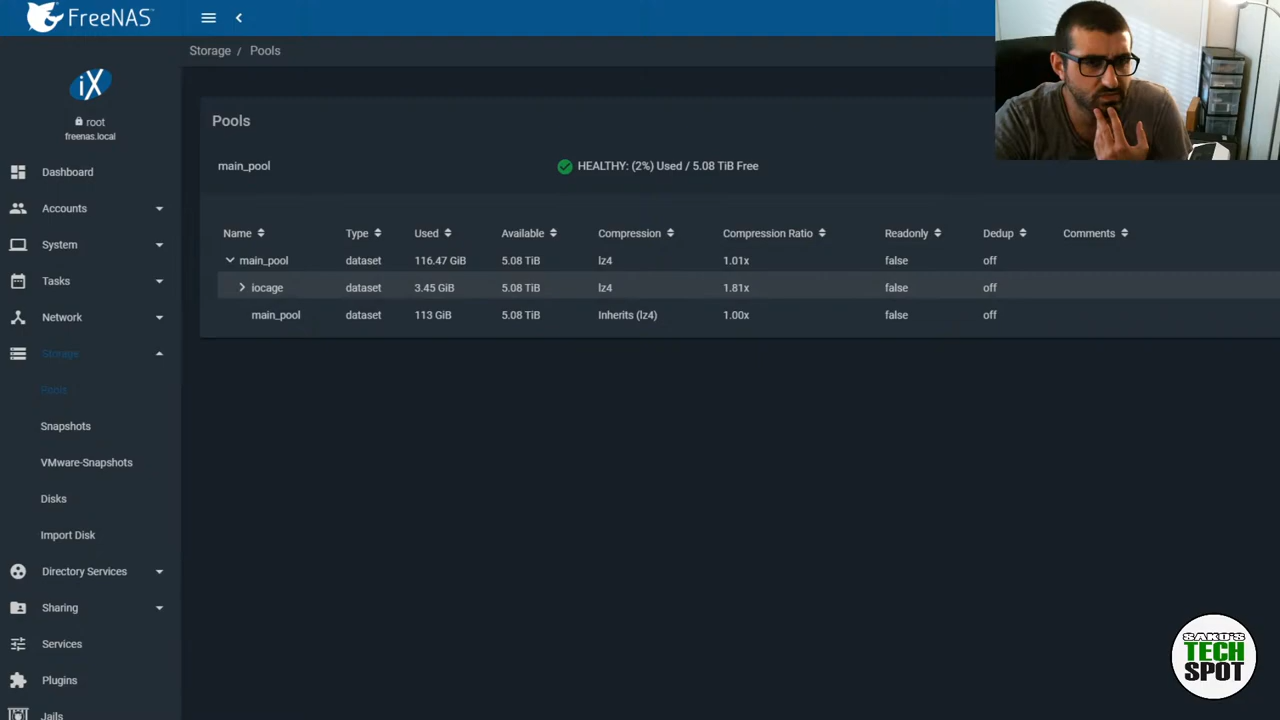 FreeNAS
Storage / Pools
iX
root
freenas.local
Dashboard
Accounts
System
Tasks
Network
Storage
Pools
Snapshots
VMware-Snapshots
Disks
Import Disk
Directory Services
Sharing
Services
Plugins
Jails
Pools
main_pool HEALTHY: (2%) Used / 5.08 TiB Free
Name Type Used Available Compression Compression Ratio Readonly Dedup Comments
main_pool dataset 116.47 GiB 5.08 TiB lz4 1.01x false off
iocage dataset 3.45 GiB 5.08 TiB lz4 1.81x false off
main_pool dataset 113 GiB 5.08 TiB Inherits (lz4) 1.00x false off
SAKO'S
TECH
SPOT